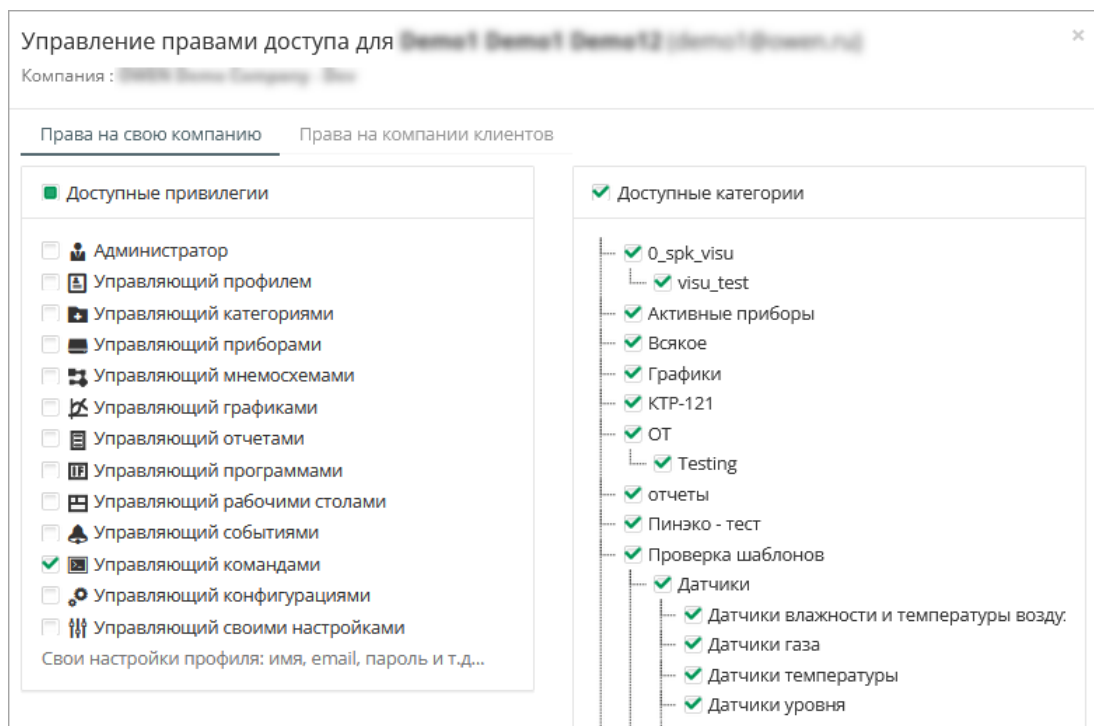 Управление правами доступа для
Компания :
Права на свою компанию Права на компании клиентов
Доступные привилегии
Администратор
Управляющий профилем
Управляющий категориями
Управляющий приборами
Управляющий мнемосхемами
Управляющий графиками
Управляющий отчетами
Управляющий программами
Управляющий рабочими столами
Управляющий событиями
Управляющий командами
Управляющий конфигурациями
Управляющий своими настройками
Свои настройки профиля: имя, email, пароль и т.д...
Доступные категории
0_spk_visu
visu_test
Активные приборы
Всякое
Графики
КТР-121
ОТ
Testing
отчеты
Пинэко - тест
Проверка шаблонов
Датчики
Датчики влажности и температуры возду:
Датчики газа
Датчики температуры
Датчики уровня